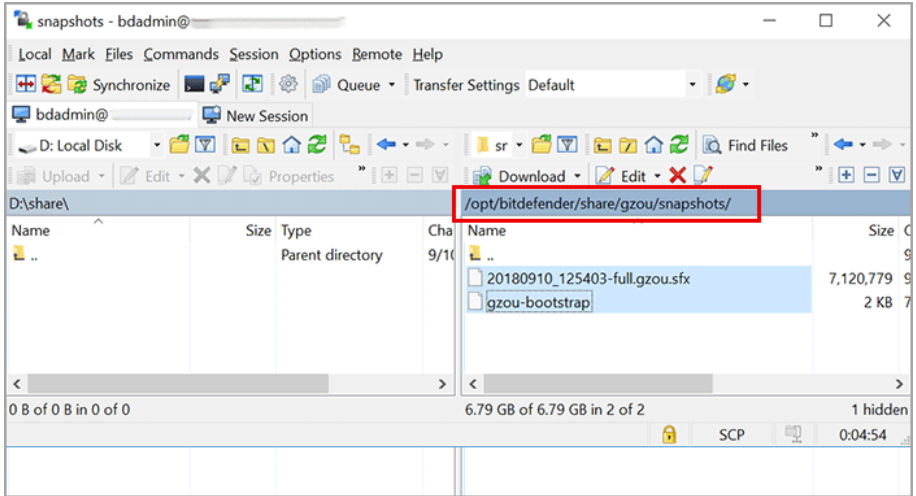 snapshots - bdadmin@
Local Mark Files Commands Session Options Remote Help
Synchronize Queue Transfer Settings Default
bdadmin@ New Session
D: Local Disk sr Find Files »
Upload Edit Properties » Download Edit »
D:\share\ /opt/bitdefender/share/gzou/snapshots/
Name Size Type Cha Name Size C
.. Parent directory 9/1( .. 9
20180910_125403-full.gzou.sfx 7,120,779 9
gzou-bootstrap 2 KB 7
0 B of 0 B in 0 of 0 6.79 GB of 6.79 GB in 2 of 2 1 hidden
SCP 0:04:54